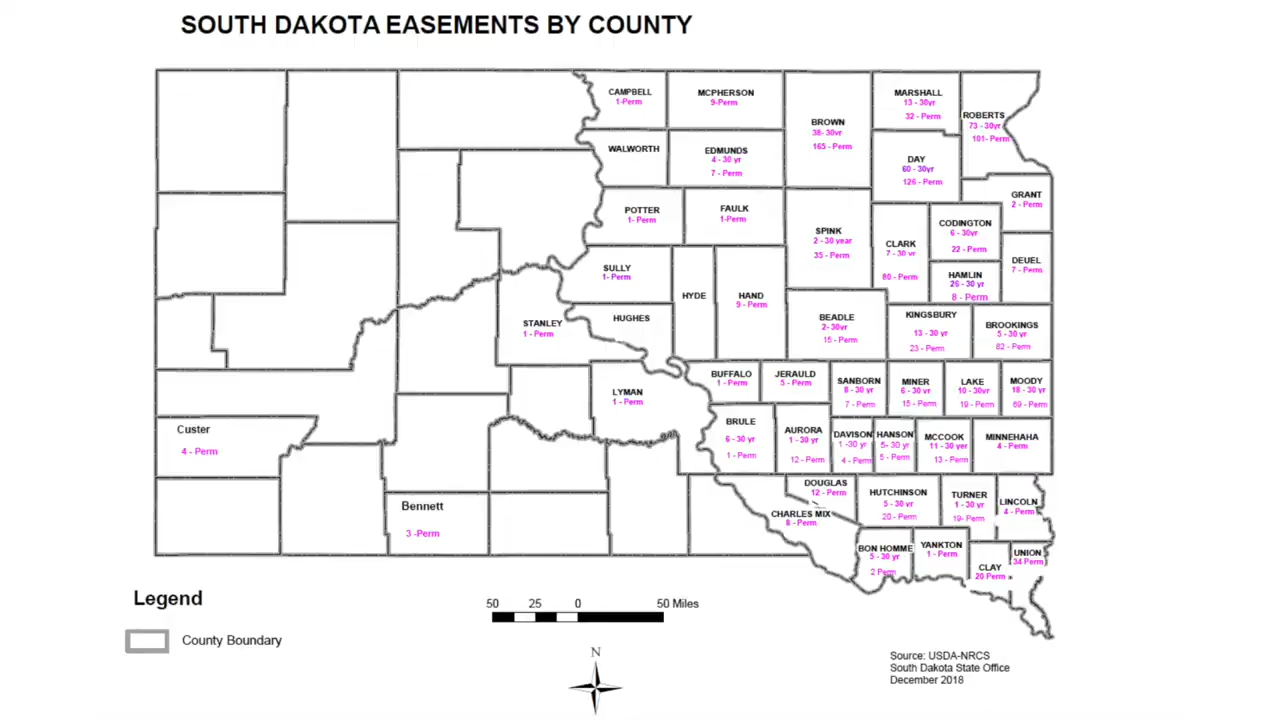 SOUTH DAKOTA EASEMENTS BY COUNTY
CAMPBELL
1-Perm
MCPHERSON
9-Perm
BROWN
38- 30yr
165 - Perm
MARSHALL
13 - 30yr
32 - Perm
ROBERTS
73 - 30yr
101- Perm
WALWORTH
EDMUNDS
4 - 30 yr
7 - Perm
DAY
60 - 30yr
126 - Perm
GRANT
2 - Perm
POTTER
1- Perm
FAULK
1-Perm
SPINK
2 - 30 year
35 - Perm
CLARK
7 - 30 yr
80 - Perm
CODINGTON
6 - 30yr
22 - Perm
DEUEL
7 - Perm
HAMLIN
26 - 30 yr
8 - Perm
SULLY
1- Perm
HYDE
HAND
9 - Perm
STANLEY
1 - Perm
HUGHES
BEADLE
2- 30yr
15 - Perm
KINGSBURY
13 - 30 yr
23 - Perm
BROOKINGS
5 - 30 yr
82 - Perm
LYMAN
1 - Perm
BUFFALO
1 - Perm
JERAULD
5 - Perm
SANBORN
8 - 30 yr
7 - Perm
MINER
6 - 30 yr
15 - Perm
LAKE
10 - 30yr
19 - Perm
MOODY
18 - 30 yr
69 - Perm
Custer
4 - Perm
BRULE
6 - 30 yr
1 - Perm
AURORA
1 - 30 yr
12 - Perm
DAVISON
1 -30 yr
4 - Perm
HANSON
5- 30 yr
5 - Perm
MCCOOK
11 - 30 yer
13 - Perm
MINNEHAHA
4 - Perm
Bennett
3 -Perm
DOUGLAS
12 - Perm
CHARLES MIX
8 - Perm
HUTCHINSON
5 - 30 yr
20 - Perm
TURNER
1 - 30 yr
19- Perm
LINCOLN
4 - Perm
BON HOMME
5 - 30 yr
2 Perm
YANKTON
1 - Perm
CLAY
20 Perm
UNION
34 Perm
Legend
County Boundary
50 25 0 50 Miles
N
Source: USDA-NRCS
South Dakota State Office
December 2018